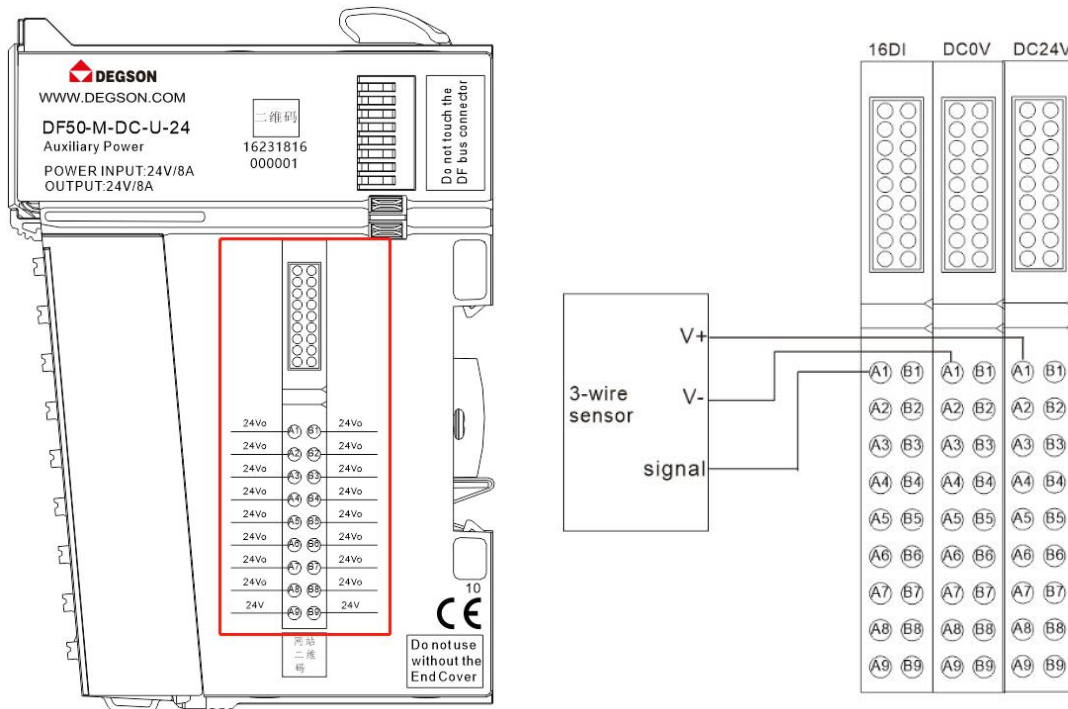 DEGSON
WWW.DEGSON.COM
DF50-M-DC-U-24
Auxiliary Power
POWER INPUT:24V/8A
OUTPUT:24V/8A
二维码
16231816
000001
Do not touch the
DF bus connector
24Vo A1 B1 24Vo
24Vo A2 B2 24Vo
24Vo A3 B3 24Vo
24Vo A4 B4 24Vo
24Vo A5 B5 24Vo
24Vo A6 B6 24Vo
24Vo A7 B7 24Vo
24Vo A8 B8 24Vo
24V A9 B9 24V
网站
二维
码
10
CE
Do not use
without the
End Cover
16DI DC0V DC24V
3-wire
sensor
V+
V-
signal
A1 B1 A1 B1 A1 B1
A2 B2 A2 B2 A2 B2
A3 B3 A3 B3 A3 B3
A4 B4 A4 B4 A4 B4
A5 B5 A5 B5 A5 B5
A6 B6 A6 B6 A6 B6
A7 B7 A7 B7 A7 B7
A8 B8 A8 B8 A8 B8
A9 B9 A9 B9 A9 B9